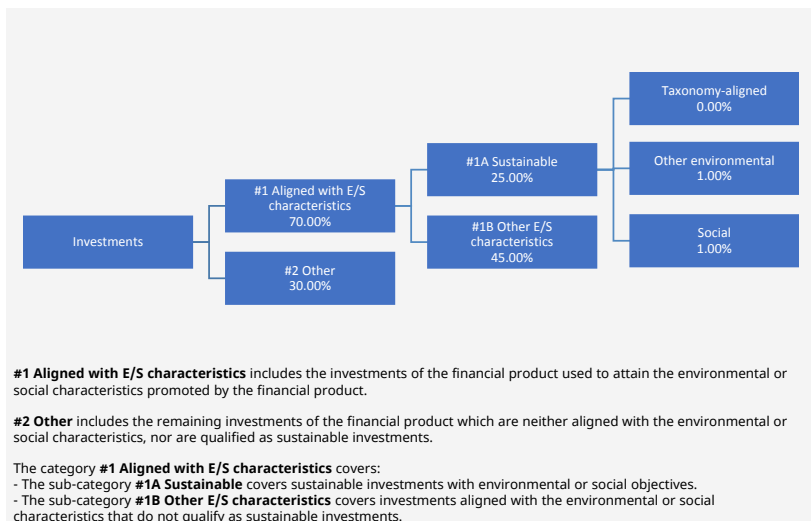 Taxonomy-aligned
0.00%
#1A Sustainable
25.00%
Other environmental
1.00%
#1 Aligned with E/S
characteristics
70.00%
Investments
#1B Other E/S
characteristics
45.00%
Social
1.00%
#2 Other
30.00%
#1 Aligned with E/S characteristics includes the investments of the financial product used to attain the environmental or
social characteristics promoted by the financial product.
#2 Other includes the remaining investments of the financial product which are neither aligned with the environmental or
social characteristics, nor are qualified as sustainable investments.
The category #1 Aligned with E/S characteristics covers:
- The sub-category #1A Sustainable covers sustainable investments with environmental or social objectives.
- The sub-category #1B Other E/S characteristics covers investments aligned with the environmental or social
characteristics that do not qualify as sustainable investments.